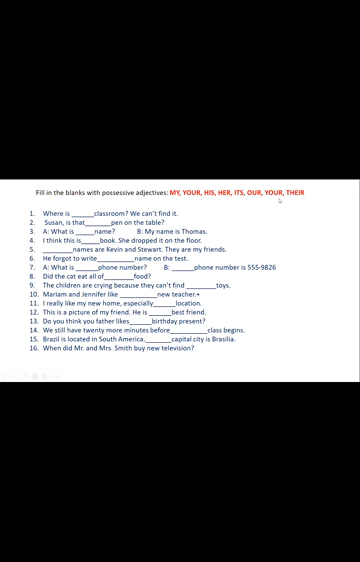 Fill in the blanks with possessive adjectives: MY, YOUR, HIS, HER, ITS, OUR, YOUR, THEIR
1. Where is ______classroom? We can't find it.
2. Susan, is that________pen on the table?
3. A: What is _____name? B: My name is Thomas.
4. I think this is_____book. She dropped it on the floor.
5. ________names are Kevin and Stewart. They are my friends.
6. He forgot to write__________name on the test.
7. A: What is ______phone number? B: ______phone number is 555-9826
8. Did the cat eat all of_____food?
9. The children are crying because they can't find ________toys.
10. Mariam and Jennifer like __________new teacher.+
11. I really like my new home, especially______location.
12. This is a picture of my friend. He is ______best friend.
13. Do you think you father likes______birthday present?
14. We still have twenty more minutes before__________class begins.
15. Brazil is located in South America._______capital city is Brasilia.
16. When did Mr. and Mrs. Smith buy new television?